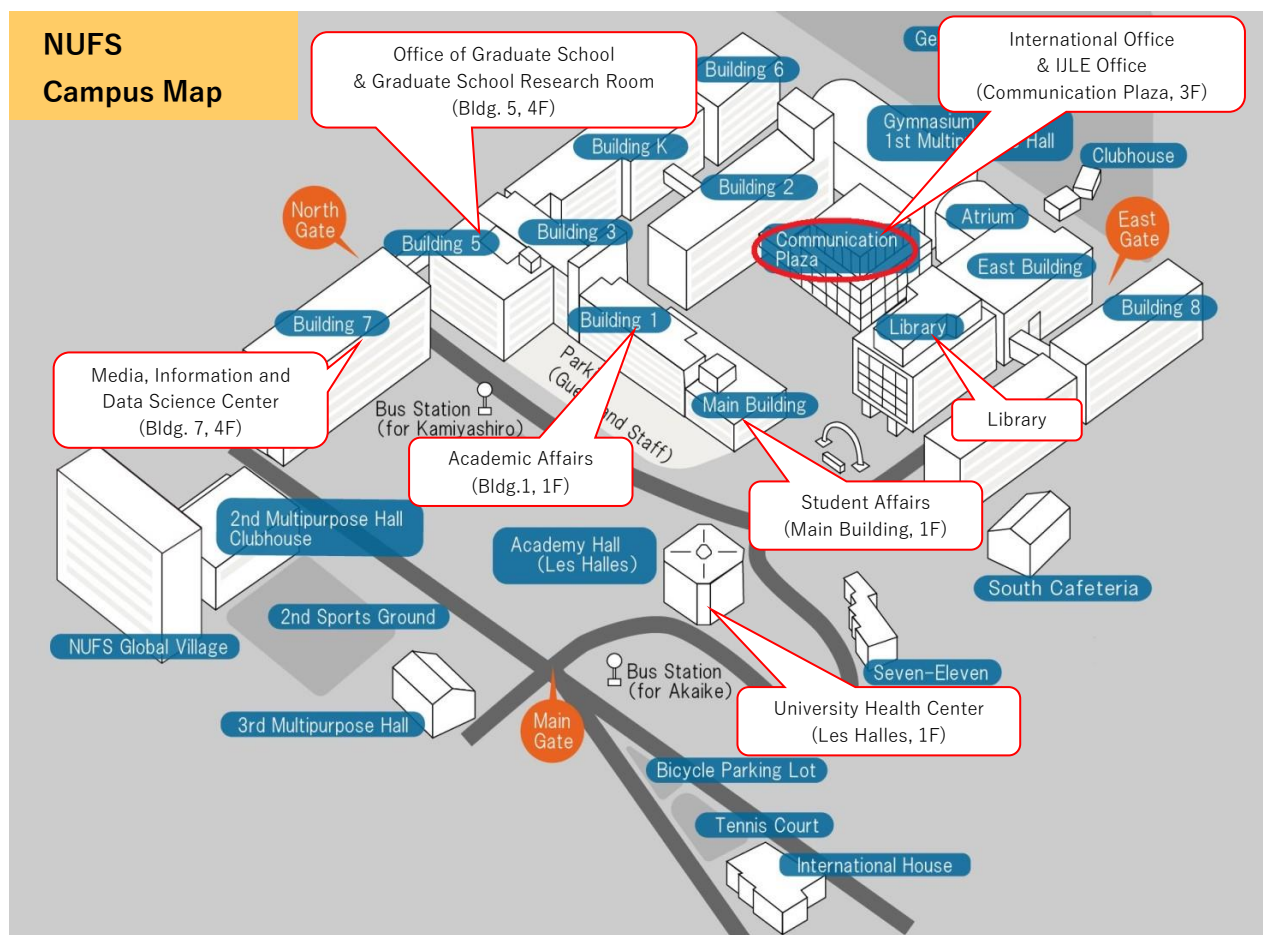 NUFS
Campus Map
Office of Graduate School
& Graduate School Research Room
(Bldg. 5, 4F)
International Office
& IJLE Office
(Communication Plaza, 3F)
Building 6
Gymnasium
1st
Hall
Building K
Clubhouse
Building 2
North
Gate
Atrium
East
Gate
Building 5
Building 3
Communication
Plaza
East Building
Building 7
Building 1
Library
Building 8
Media, Information and
Data Science Center
(Bldg. 7, 4F)
Bus Station
(for Kamiyashiro)
and Staff)
Main Building
Library
Academic Affairs
(Bldg.1, 1F)
Student Affairs
(Main Building, 1F)
2nd Multipurpose Hall
Clubhouse
Academy Hall
(Les Halles)
South Cafeteria
2nd Sports Ground
NUFS Global Village
Bus Station
(for Akaike)
Seven-Eleven
3rd Multipurpose Hall
Main
Gate
University Health Center
(Les Halles, 1F)
Bicycle Parking Lot
Tennis Court
International House